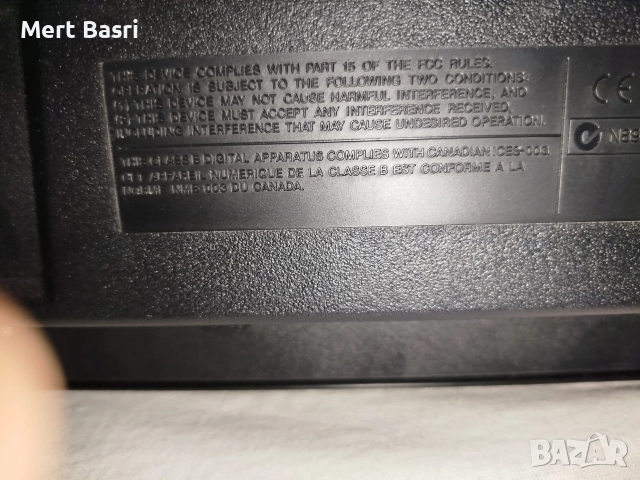 Mert Basri
THIS DEVICE COMPLIES WITH PART 15 OF THE FCC RULES.
OPERATION IS SUBJECT TO THE FOLLOWING TWO CONDITIONS:
(1) THIS DEVICE MAY NOT CAUSE HARMFUL INTERFERENCE, AND
(2) THIS DEVICE MUST ACCEPT ANY INTERFERENCE RECEIVED,
INCLUDING INTERFERENCE THAT MAY CAUSE UNDESIRED OPERATION.
THIS CLASS B DIGITAL APPARATUS COMPLIES WITH CANADIAN ICES-003.
CET APPAREIL NUMERIQUE DE LA CLASSE B EST CONFORME A LA
NORME NMB-003 DU CANADA.
CE
BAZAR